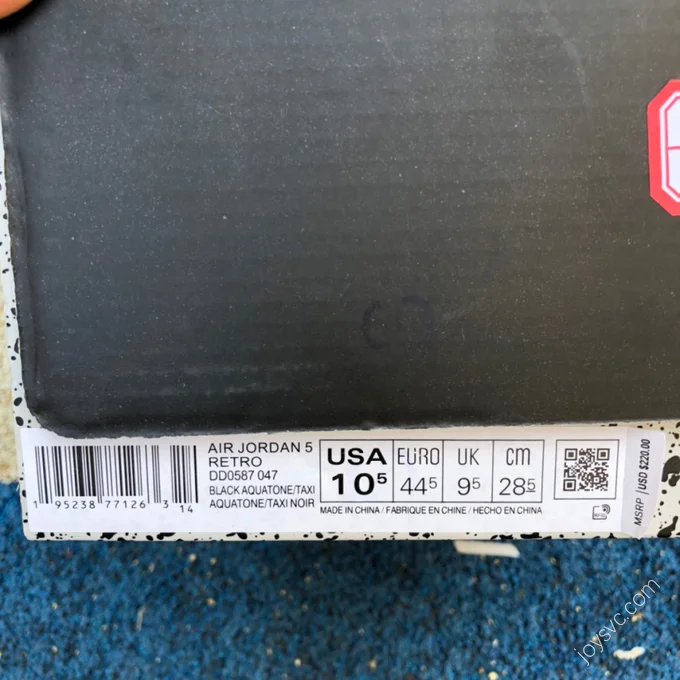 AIR JORDAN 5
RETRO
DD0587 047
BLACK AQUATONE/TAXI
AQUATONE/TAXI NOIR
1 95238 77126 3 14
USA
10⁵
EURO
44⁵
UK
9⁵
cm
28⁵
MADE IN CHINA / FABRIQUE EN CHINE / HECHO EN CHINA
MSRP | USD $220.00
joysvc.com